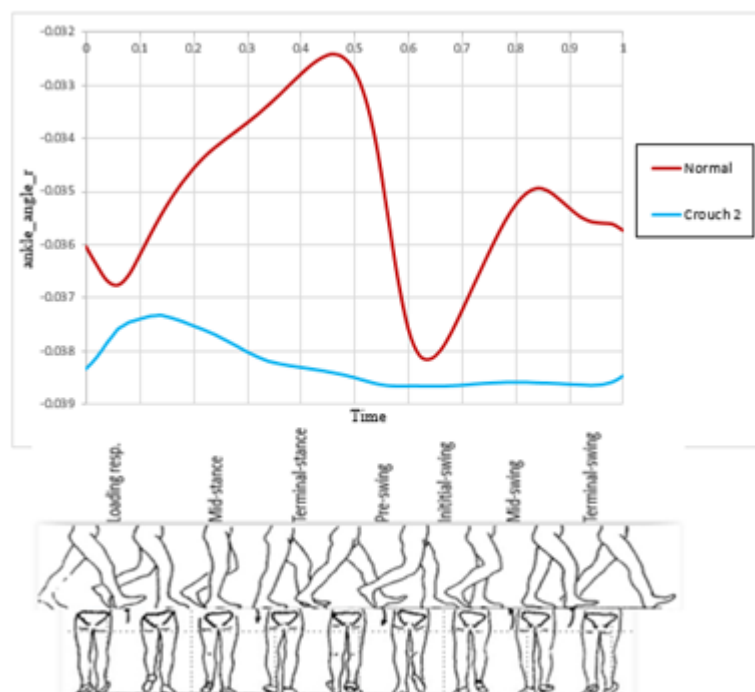 -0.032
0 0.1 0.2 0.3 0.4 0.5 0.6 0.7 0.8 0.9 1
-0.033
-0.034
-0.035
-0.036
-0.037
-0.038
-0.039
ankle_angle_r
Time
Normal
Crouch 2
Loading resp.
Mid-stance
Terminal-stance
Pre-swing
Inititial-swing
Mid-swing
Terminal-swing